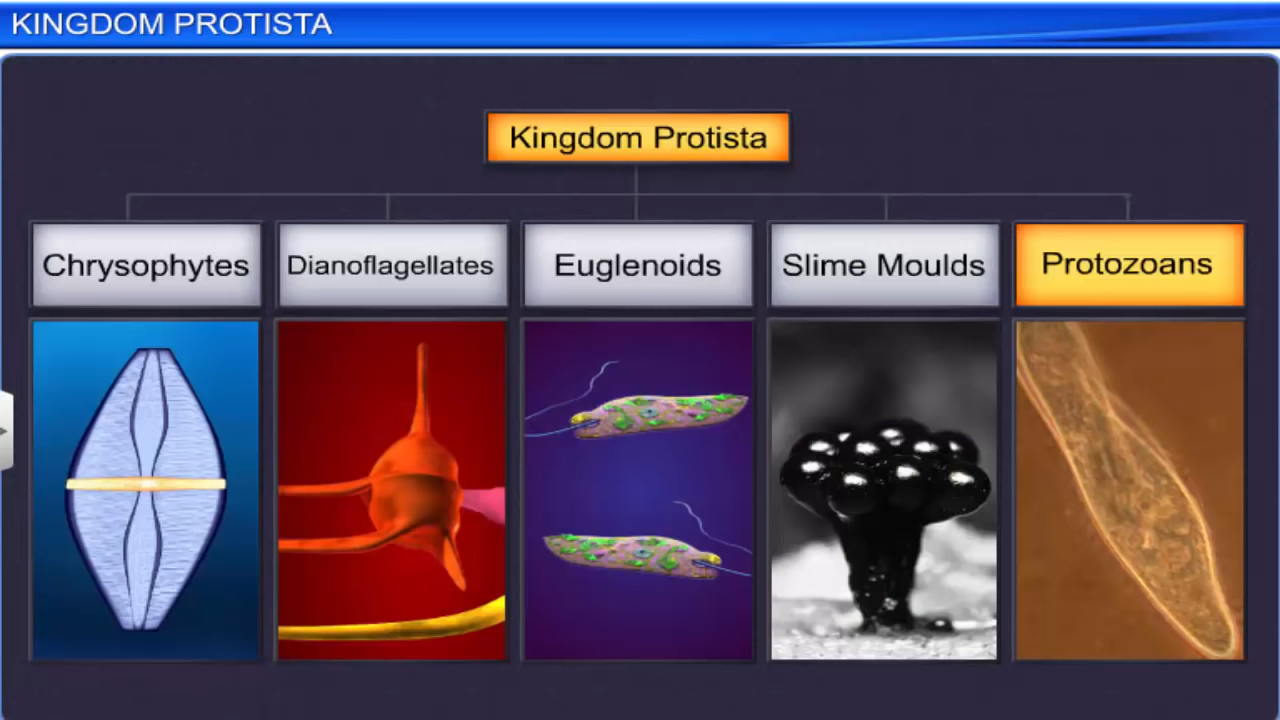 KINGDOM PROTISTA
Kingdom Protista
Chrysophytes
Dianoflagellates
Euglenoids
Slime Moulds
Protozoans